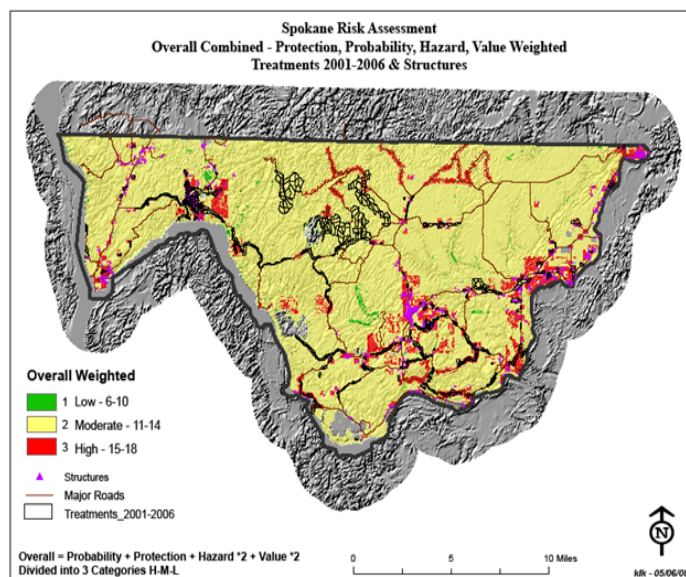 Spokane Risk Assessment
Overall Combined - Protection, Probability, Hazard, Value Weighted
Treatments 2001-2006 & Structures
Overall Weighted
1 Low - 6-10
2 Moderate - 11-14
3 High - 15-18
Structures
Major Roads
Treatments_2001-2006
Overall = Probability + Protection + Hazard *2 + Value *2
Divided into 3 Categories H-M-L
0 5 10 Miles
N
klk -